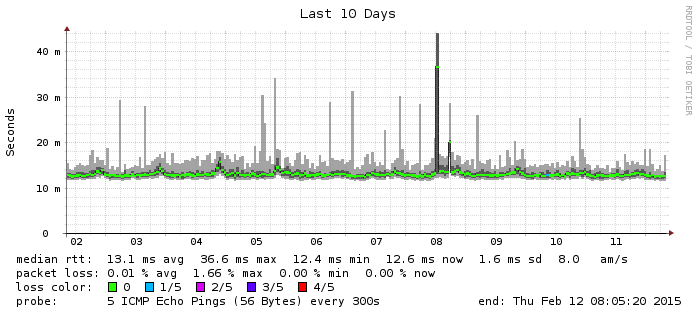 Last 10 Days
RRDTOOL / TOBI OETIKER
Seconds
40 m
30 m
20 m
10 m
0
02 03 04 05 06 07 08 09 10 11
median rtt: 13.1 ms avg 36.6 ms max 12.4 ms min 12.6 ms now 1.6 ms sd 8.0 am/s
packet loss: 0.01 % avg 1.66 % max 0.00 % min 0.00 % now
loss color: 0 1/5 2/5 3/5 4/5
probe: 5 ICMP Echo Pings (56 Bytes) every 300s end: Thu Feb 12 08:05:20 2015